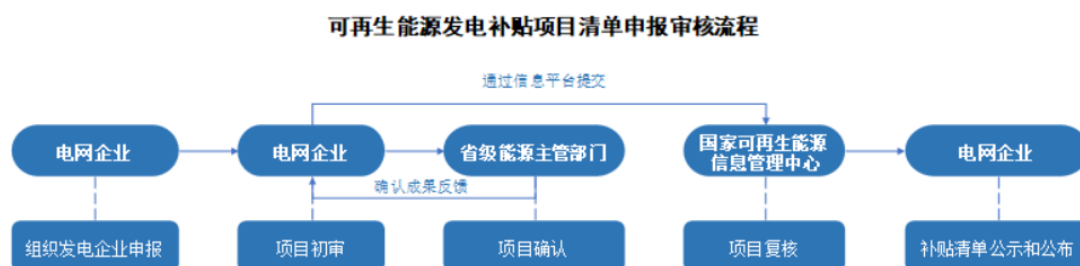 可再生能源发电补贴项目清单申报审核流程
通过信息平台提交
电网企业
电网企业
省级能源主管部门
国家可再生能源
信息管理中心
电网企业
确认成果反馈
组织发电企业申报
项目初审
项目确认
项目复核
补贴清单公示和公布